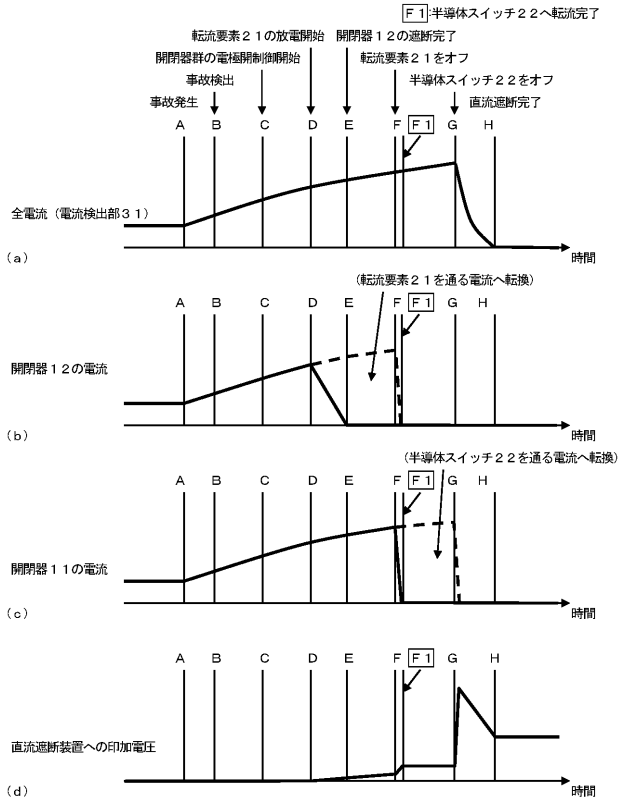 F1:半導体スイッチ22へ転流完了
転流要素21の放電開始 開閉器12の遮断完了
開閉器群の電極開制御開始 転流要素21をオフ
事故検出 半導体スイッチ22をオフ
事故発生 直流遮断完了
A B C D E F F1 G H
全電流(電流検出部31)
(a)
時間
(転流要素21を通る電流へ転換)
A B C D E F F1 G H
開閉器12の電流
(b)
時間
(半導体スイッチ22を通る電流へ転換)
A B C D E F F1 G H
開閉器11の電流
(c)
時間
A B C D E F F1 G H
直流遮断装置への印加電圧
(d)
時間